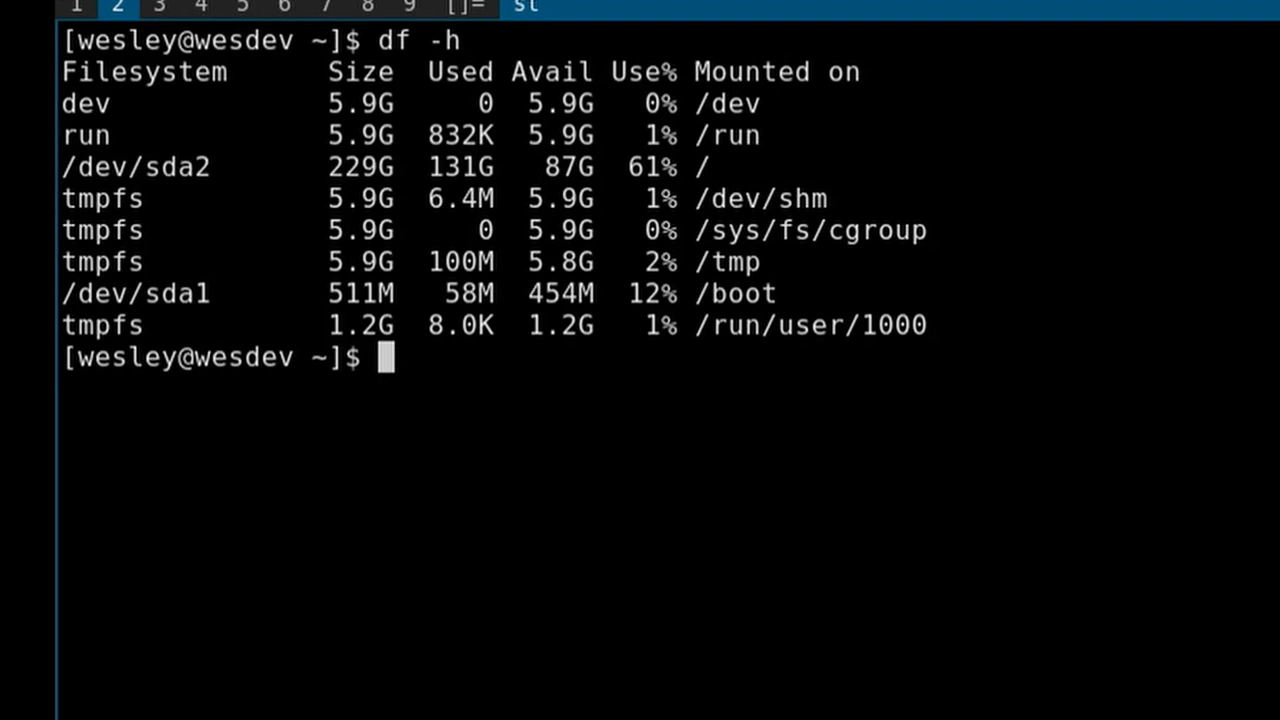 1 2 3 4 5 6 7 8 9 []= st
[wesley@wesdev ~]$ df -h
Filesystem      Size  Used Avail Use% Mounted on
dev             5.9G     0  5.9G   0% /dev
run             5.9G  832K  5.9G   1% /run
/dev/sda2       229G  131G   87G  61% /
tmpfs           5.9G  6.4M  5.9G   1% /dev/shm
tmpfs           5.9G     0  5.9G   0% /sys/fs/cgroup
tmpfs           5.9G  100M  5.8G   2% /tmp
/dev/sda1       511M   58M  454M  12% /boot
tmpfs           1.2G  8.0K  1.2G   1% /run/user/1000
[wesley@wesdev ~]$